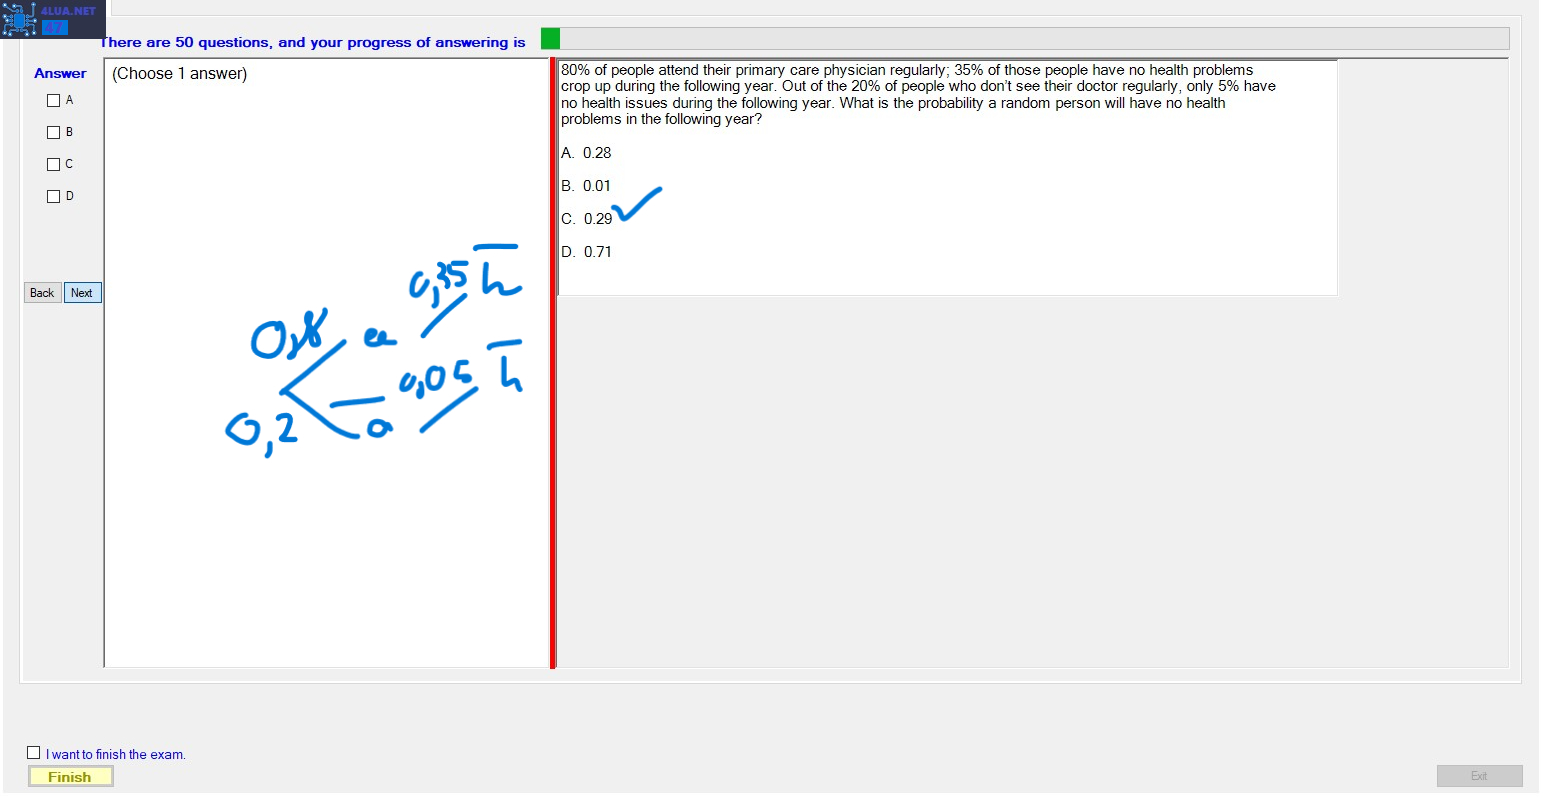 4LUA.NET
47
There are 50 questions, and your progress of answering is
Answer
(Choose 1 answer)
A
B
C
D
Back Next
80% of people attend their primary care physician regularly; 35% of those people have no health problems
crop up during the following year. Out of the 20% of people who don't see their doctor regularly, only 5% have
no health issues during the following year. What is the probability a random person will have no health
problems in the following year?
A. 0.28
B. 0.01
C. 0.29
D. 0.71
0,35 h
0,8 a
0,05 h
0,2 a
I want to finish the exam.
Finish
Exit